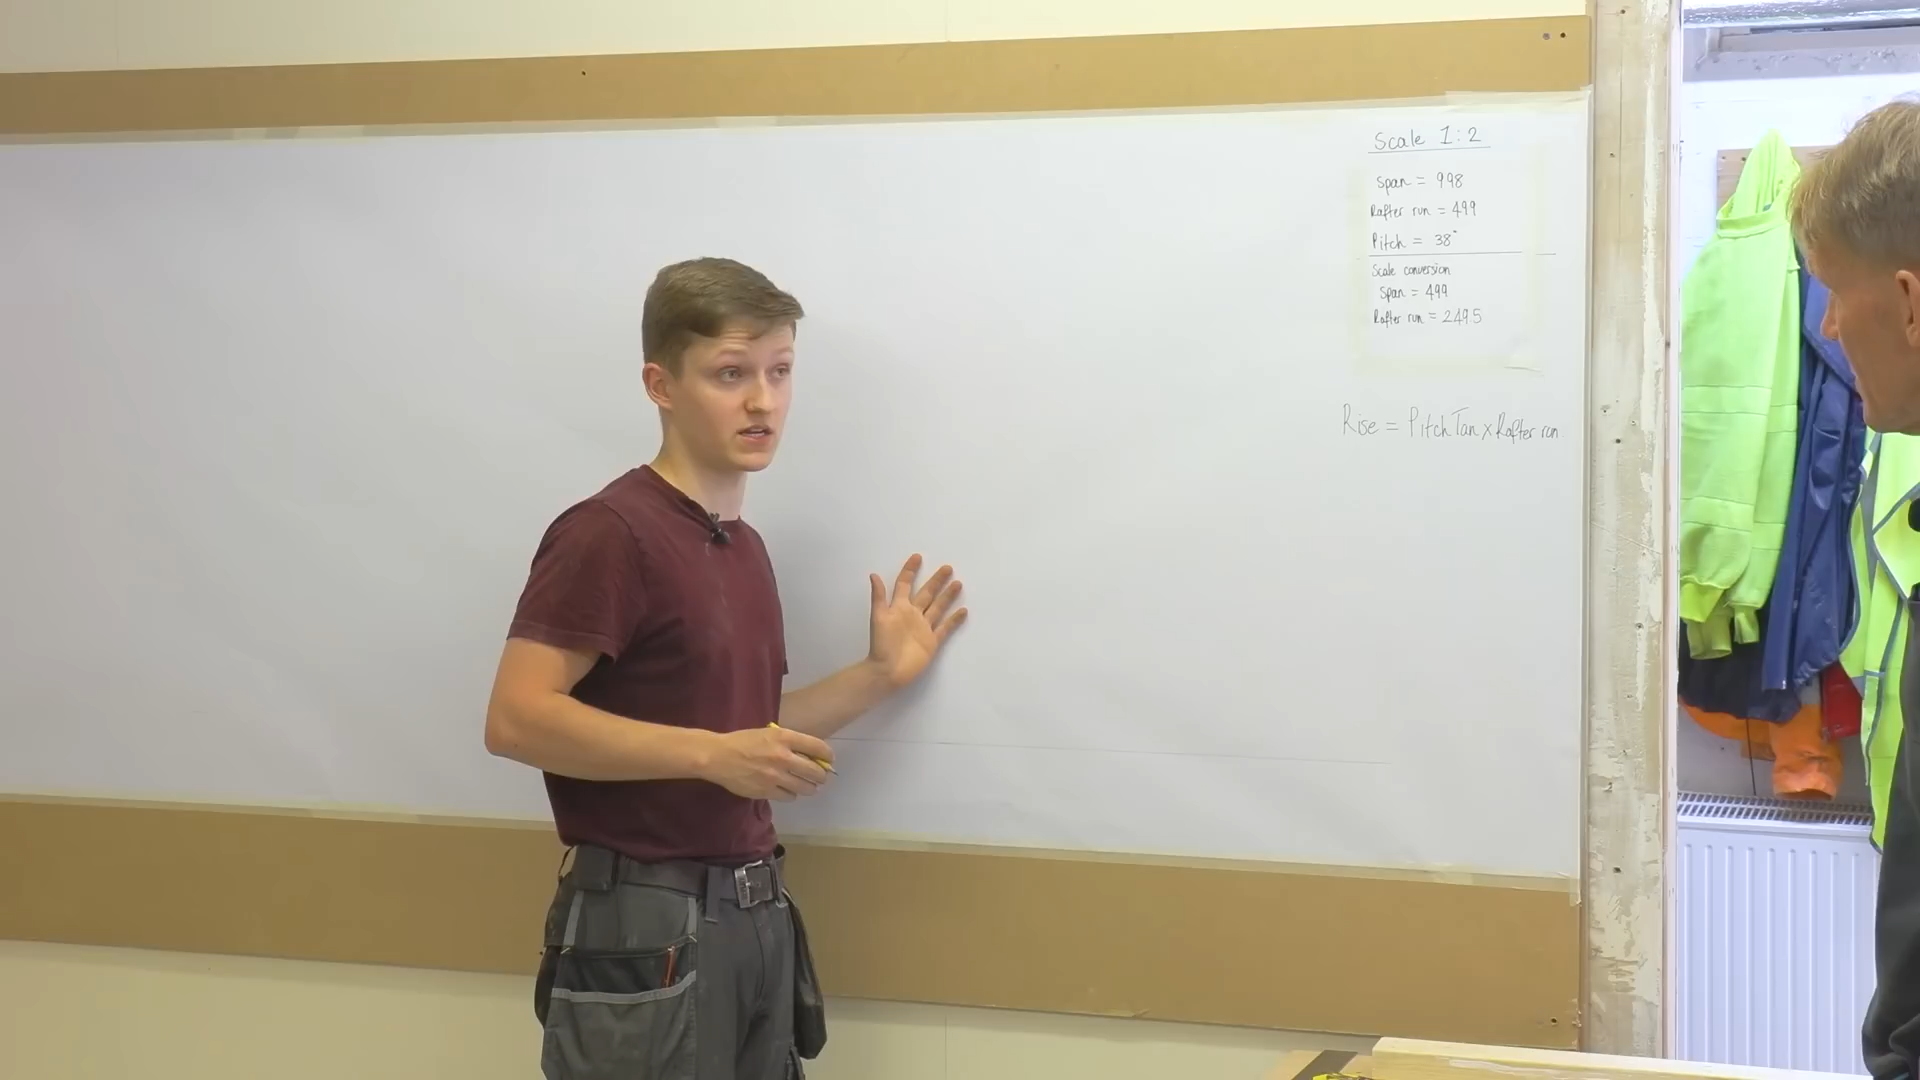 Scale 1:2
Span = 998
Rafter run = 499
Pitch = 38°
Scale conversion
Span = 499
Rafter run = 249.5
Rise = Pitch Tan x Rafter run.